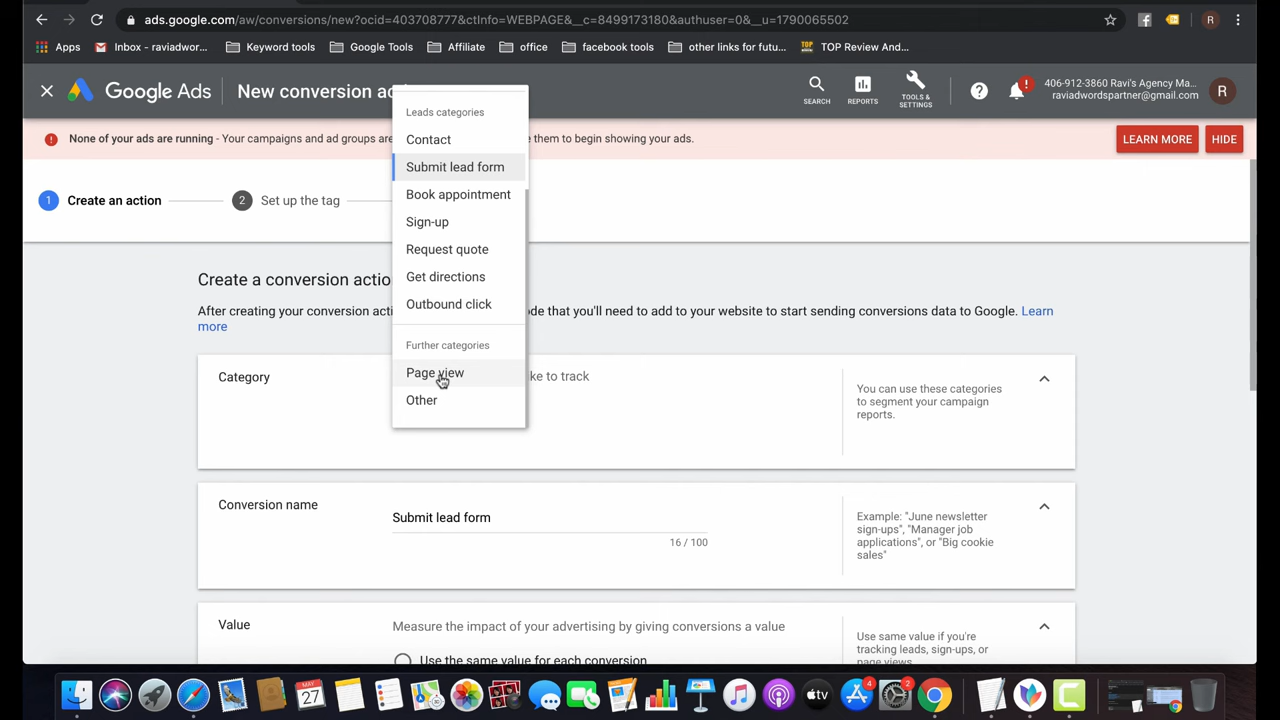 ads.google.com/aw/conversions/new?ocid=403708777&ctInfo=WEBPAGE&__c=8499173180&authuser=0&__u=1790065502
R
Apps
Inbox - raviadwor...
Keyword tools
Google Tools
Affiliate
office
facebook tools
other links for futu...
TOP Review And...
Google Ads
New conversion ac
SEARCH
REPORTS
TOOLS &
SETTINGS
406-912-3860 Ravi's Agency Ma...
raviadwordspartner@gmail.com
R
None of your ads are running - Your campaigns and ad groups are
e them to begin showing your ads.
LEARN MORE
HIDE
1 Create an action
2 Set up the tag
Leads categories
Contact
Submit lead form
Book appointment
Sign-up
Request quote
Get directions
Outbound click
Further categories
Page view
Other
Create a conversion actio
After creating your conversion acti
de that you'll need to add to your website to start sending conversions data to Google. Learn
more
Category
ke to track
You can use these categories
to segment your campaign
reports.
Conversion name
Submit lead form
16 / 100
Example: "June newsletter
sign-ups", "Manager job
applications", or "Big cookie
sales"
Value
Measure the impact of your advertising by giving conversions a value
Use the same value for each conversion
Use same value if you're
tracking leads, sign-ups, or
page views.
MAY
27
tv
4
2